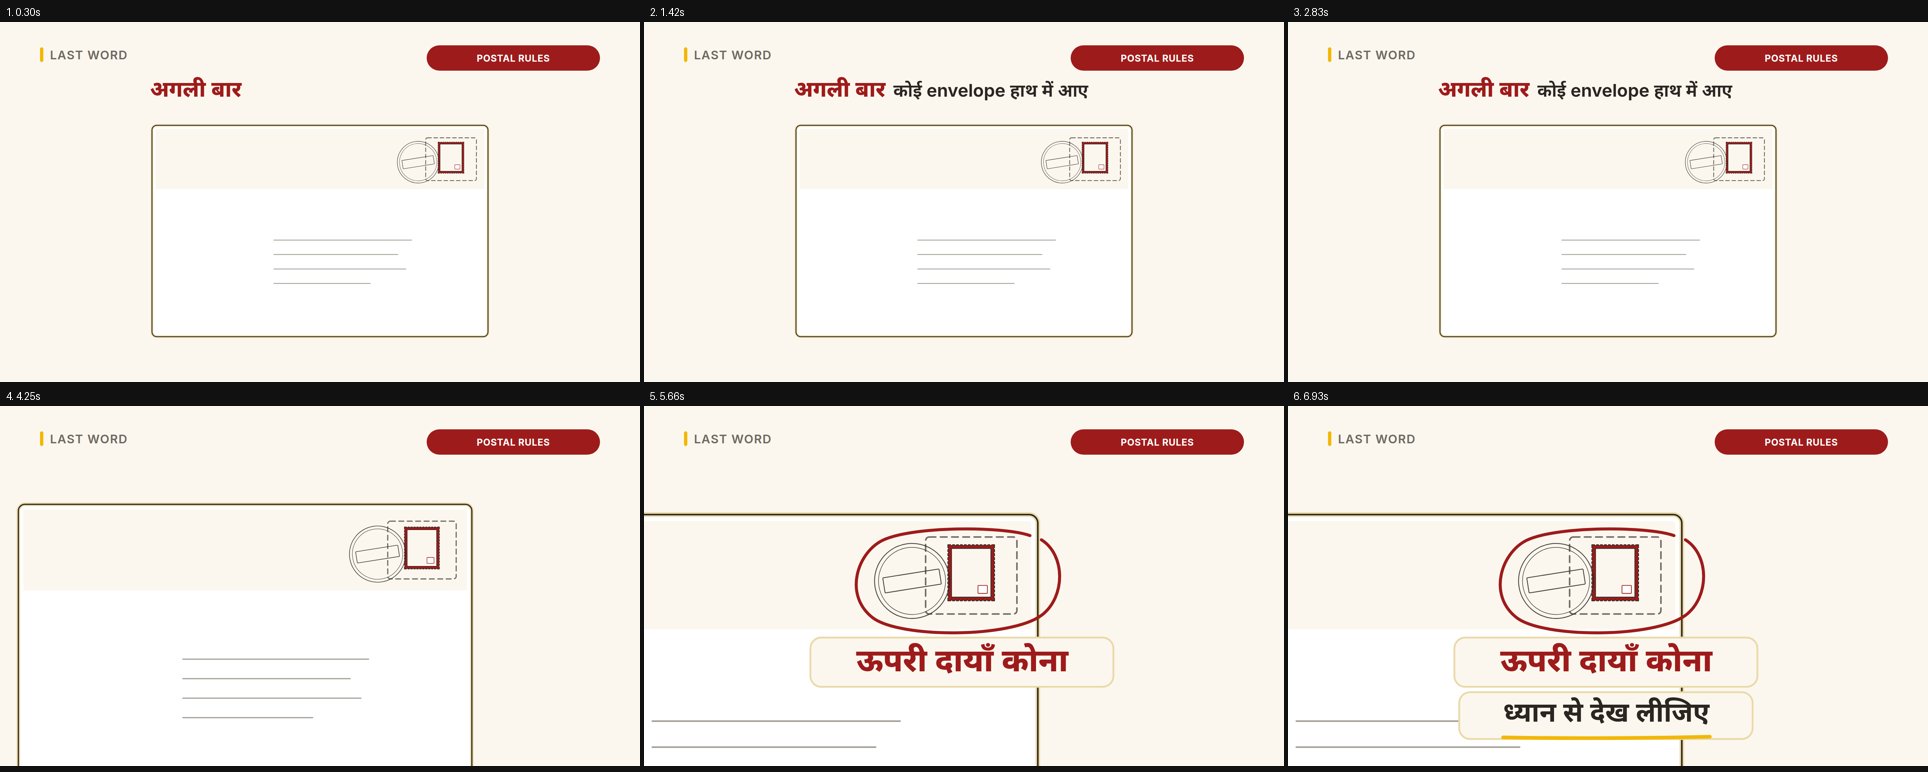 1. 0.30s
LAST WORD
POSTAL RULES
अगली बार
2. 1.42s
LAST WORD
POSTAL RULES
अगली बार कोई envelope हाथ में आए
3. 2.83s
LAST WORD
POSTAL RULES
अगली बार कोई envelope हाथ में आए
4. 4.25s
LAST WORD
POSTAL RULES
5. 5.66s
LAST WORD
POSTAL RULES
ऊपरी दायाँ कोना
6. 6.93s
LAST WORD
POSTAL RULES
ऊपरी दायाँ कोना
ध्यान से देख लीजिए